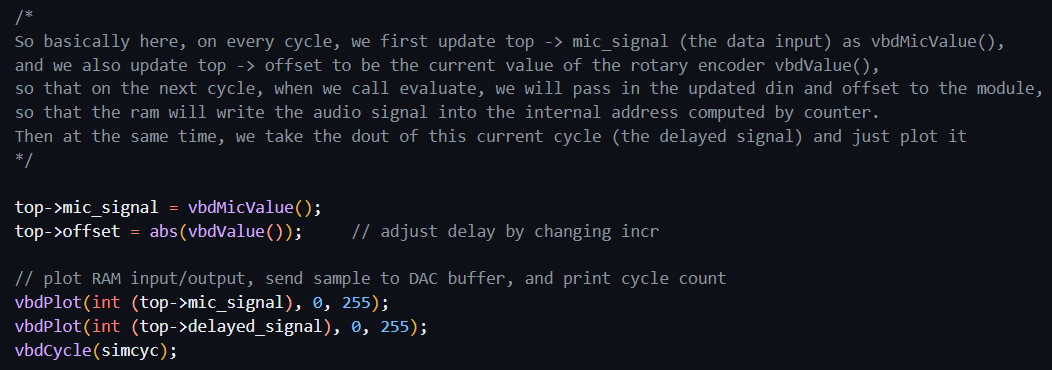 /*
So basically here, on every cycle, we first update top -> mic_signal (the data input) as vbdMicValue(),
and we also update top -> offset to be the current value of the rotary encoder vbdValue(),
so that on the next cycle, when we call evaluate, we will pass in the updated din and offset to the module,
so that the ram will write the audio signal into the internal address computed by counter.
Then at the same time, we take the dout of this current cycle (the delayed signal) and just plot it
*/
top->mic_signal = vbdMicValue();
top->offset = abs(vbdValue());     // adjust delay by changing incr
// plot RAM input/output, send sample to DAC buffer, and print cycle count
vbdPlot(int (top->mic_signal), 0, 255);
vbdPlot(int (top->delayed_signal), 0, 255);
vbdCycle(simcyc);